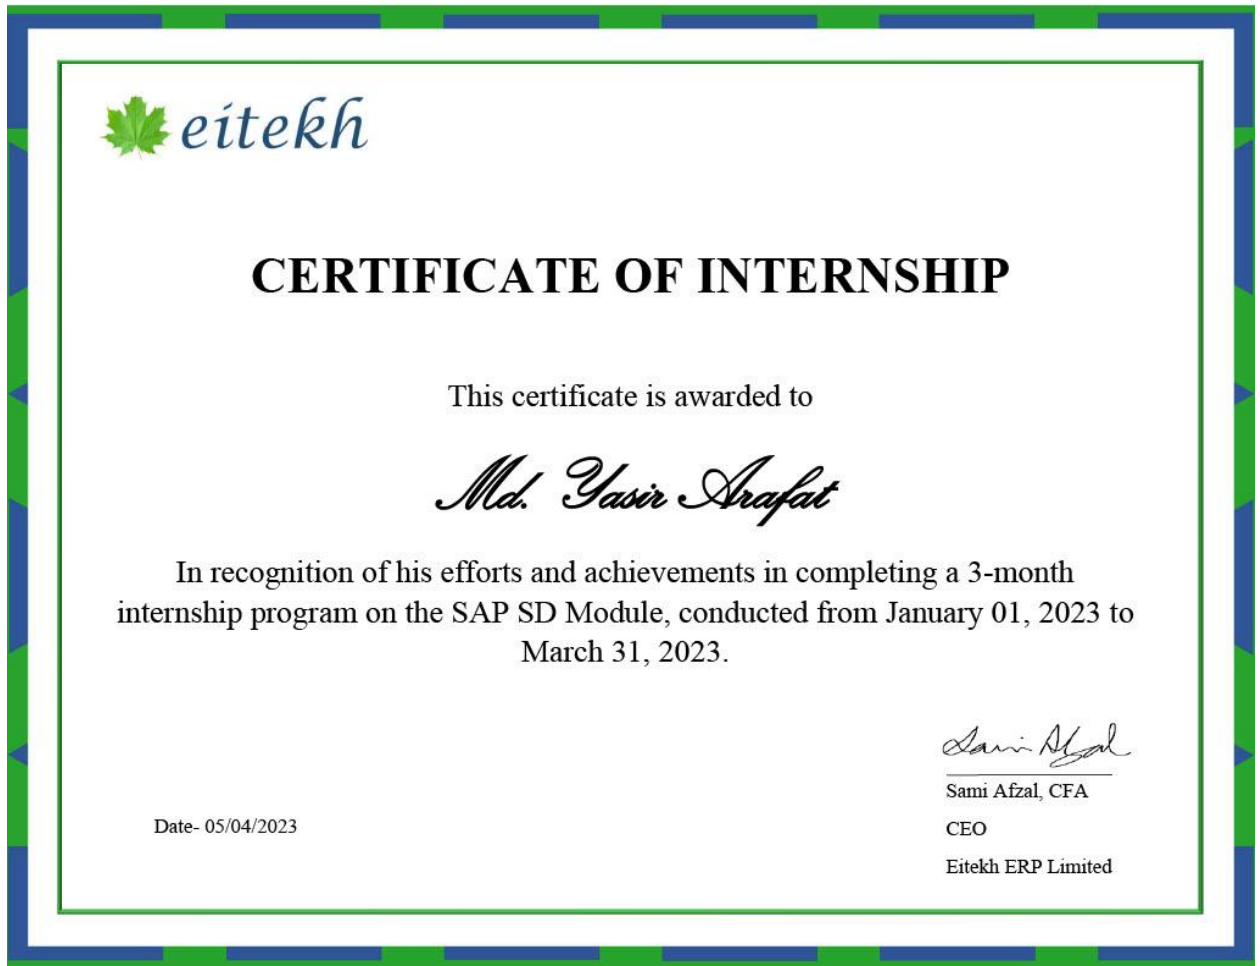 eitekh
CERTIFICATE OF INTERNSHIP
This certificate is awarded to
Md. Yasir Arafat
In recognition of his efforts and achievements in completing a 3-month
internship program on the SAP SD Module, conducted from January 01, 2023 to
March 31, 2023.
Sami Afzal
Sami Afzal, CFA
Date- 05/04/2023
CEO
Eitekh ERP Limited